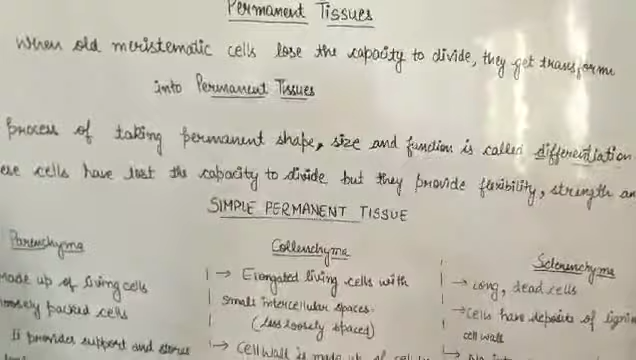 Permanent Tissues
When old meristematic cells lose the capacity to divide, they get transforme
into Permanent Tissues
process of taking permanent shape, size and function is called differentiation
ese cells have lost the capacity to divide but they provide flexibility, strength an
SIMPLE PERMANENT TISSUE
Parenchyma
Made up of living cells
loosely packed cells
It provides support and stores
Collenchyma
→ Elongated living cells with
small intercellular spaces.
(Less loosely spaced)
→ Cell wall is made up of
Sclerenchyma
→ Long, dead cells
→ Cells have deposits of lignin
cell wall
→ No